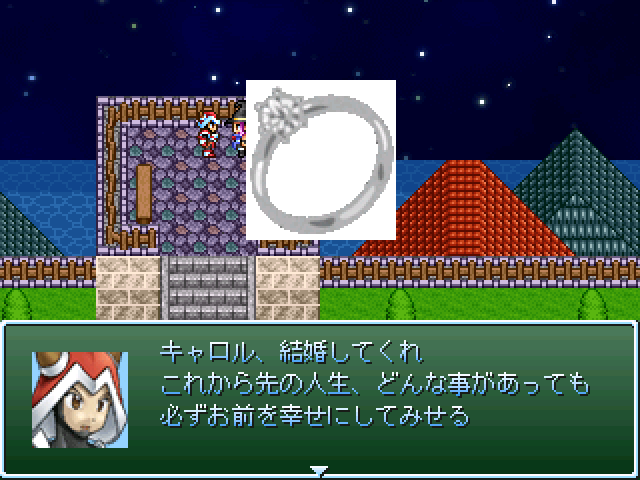 キャロル、結婚してくれ
これから先の人生、どんな事があっても
必ずお前を幸せにしてみせる